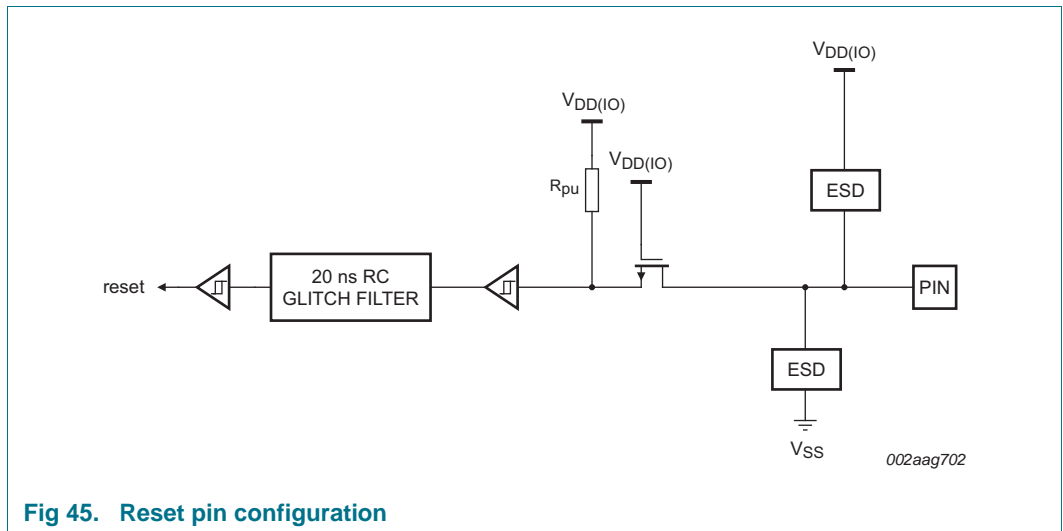 VDD(IO)
VDD(IO)
VDD(IO)
Rpu
ESD
reset
20 ns RC
GLITCH FILTER
PIN
ESD
VSS
002aag702
Fig 45. Reset pin configuration